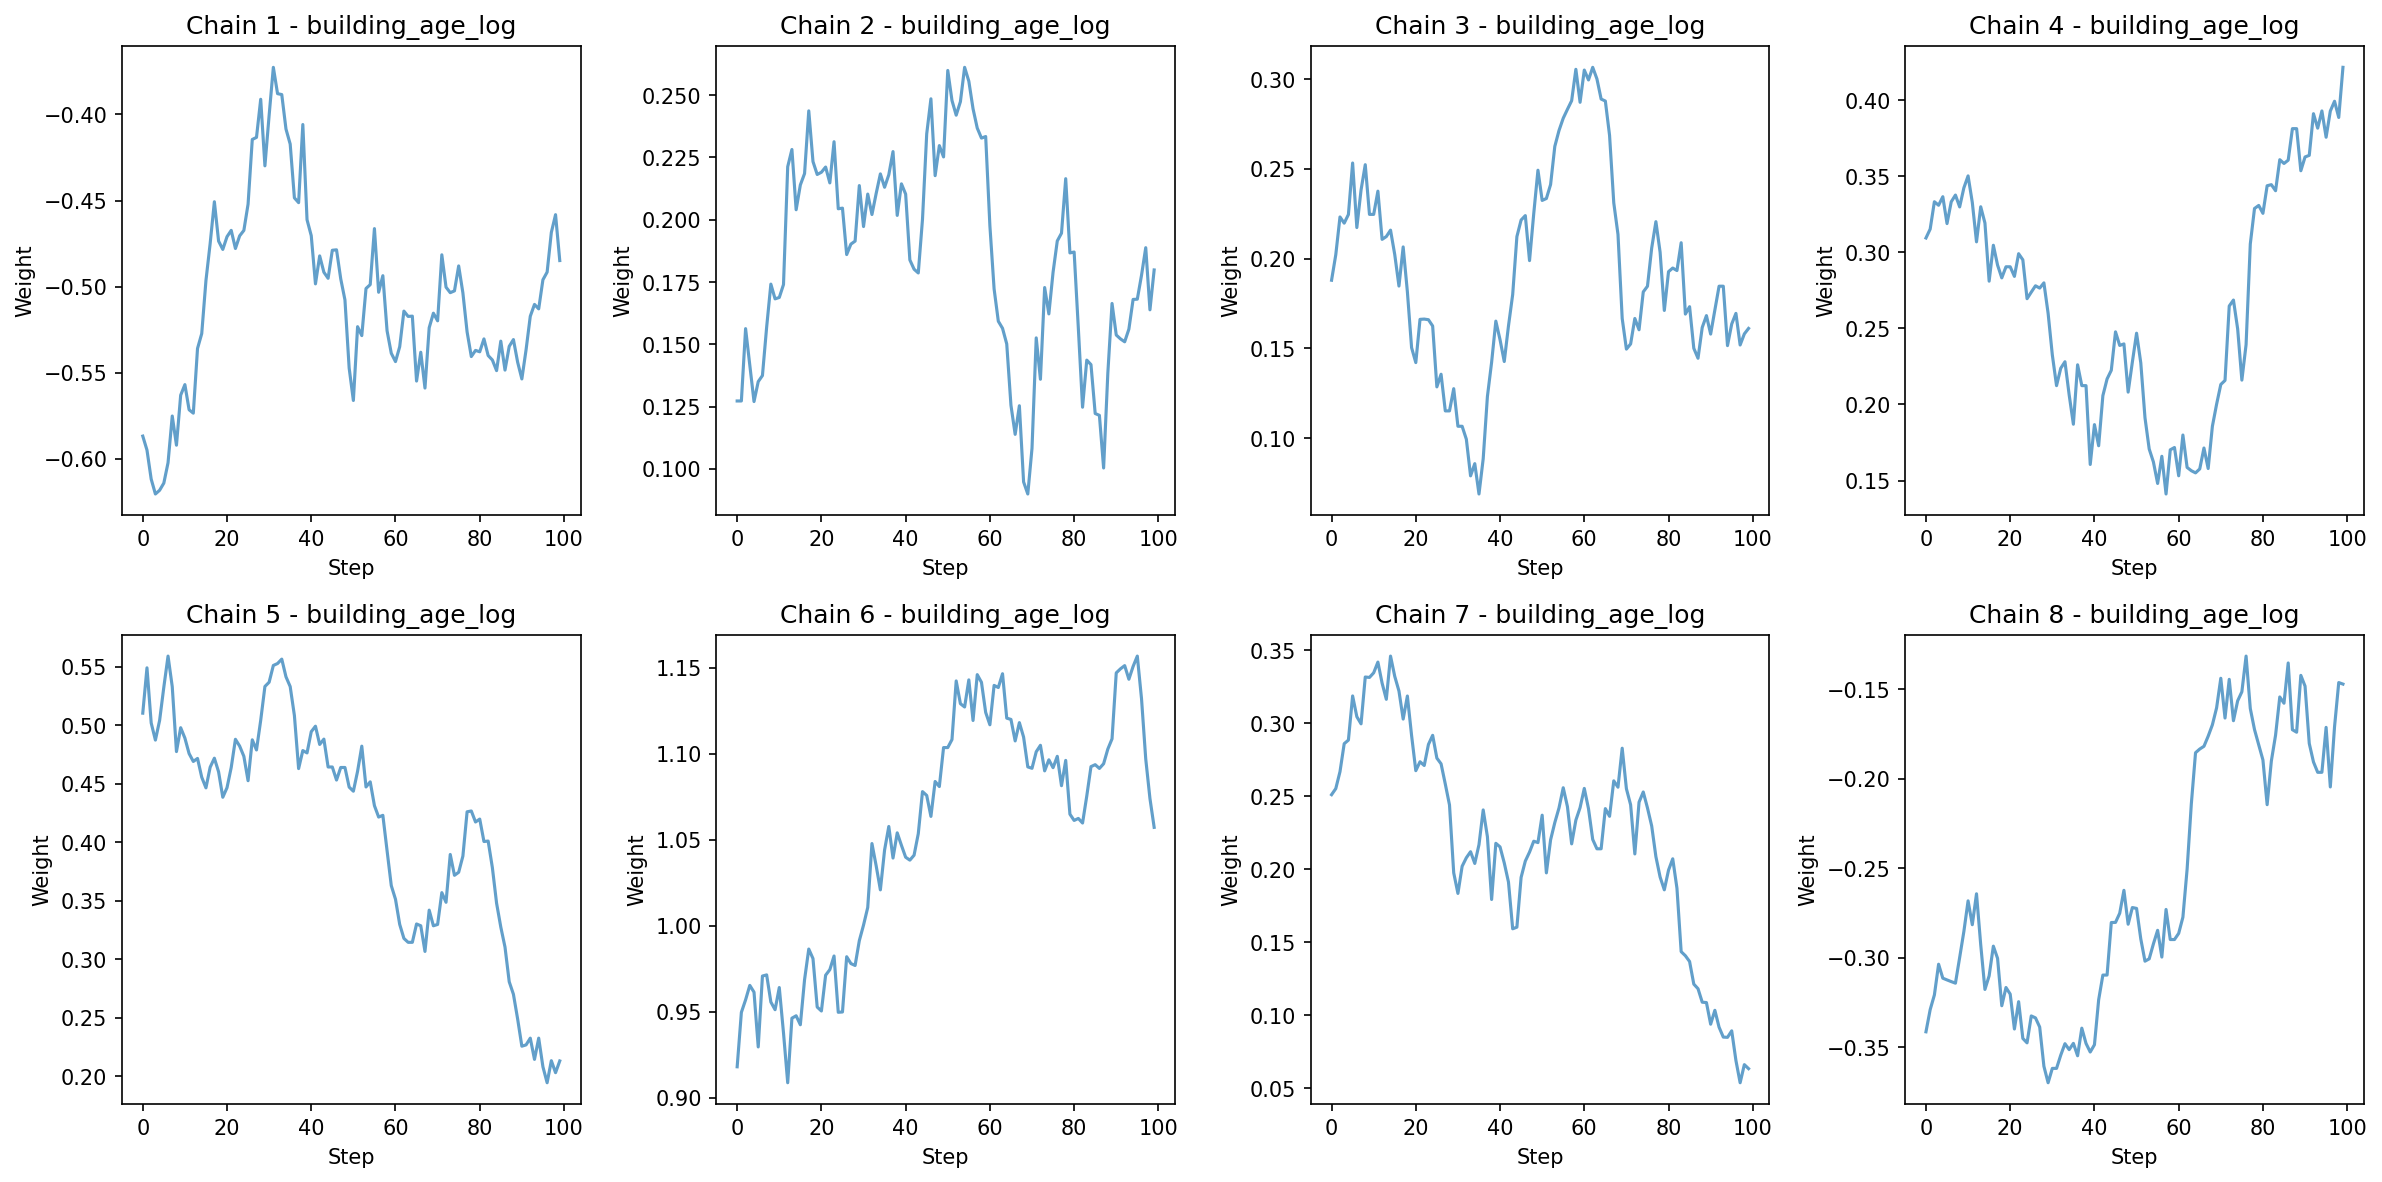 Chain 1 - building_age_log
Weight
−0.40
−0.45
−0.50
−0.55
−0.60
0 20 40 60 80 100
Step
Chain 2 - building_age_log
Weight
0.250
0.225
0.200
0.175
0.150
0.125
0.100
0 20 40 60 80 100
Step
Chain 3 - building_age_log
Weight
0.30
0.25
0.20
0.15
0.10
0 20 40 60 80 100
Step
Chain 4 - building_age_log
Weight
0.40
0.35
0.30
0.25
0.20
0.15
0 20 40 60 80 100
Step
Chain 5 - building_age_log
Weight
0.55
0.50
0.45
0.40
0.35
0.30
0.25
0.20
0 20 40 60 80 100
Step
Chain 6 - building_age_log
Weight
1.15
1.10
1.05
1.00
0.95
0.90
0 20 40 60 80 100
Step
Chain 7 - building_age_log
Weight
0.35
0.30
0.25
0.20
0.15
0.10
0.05
0 20 40 60 80 100
Step
Chain 8 - building_age_log
Weight
−0.15
−0.20
−0.25
−0.30
−0.35
0 20 40 60 80 100
Step